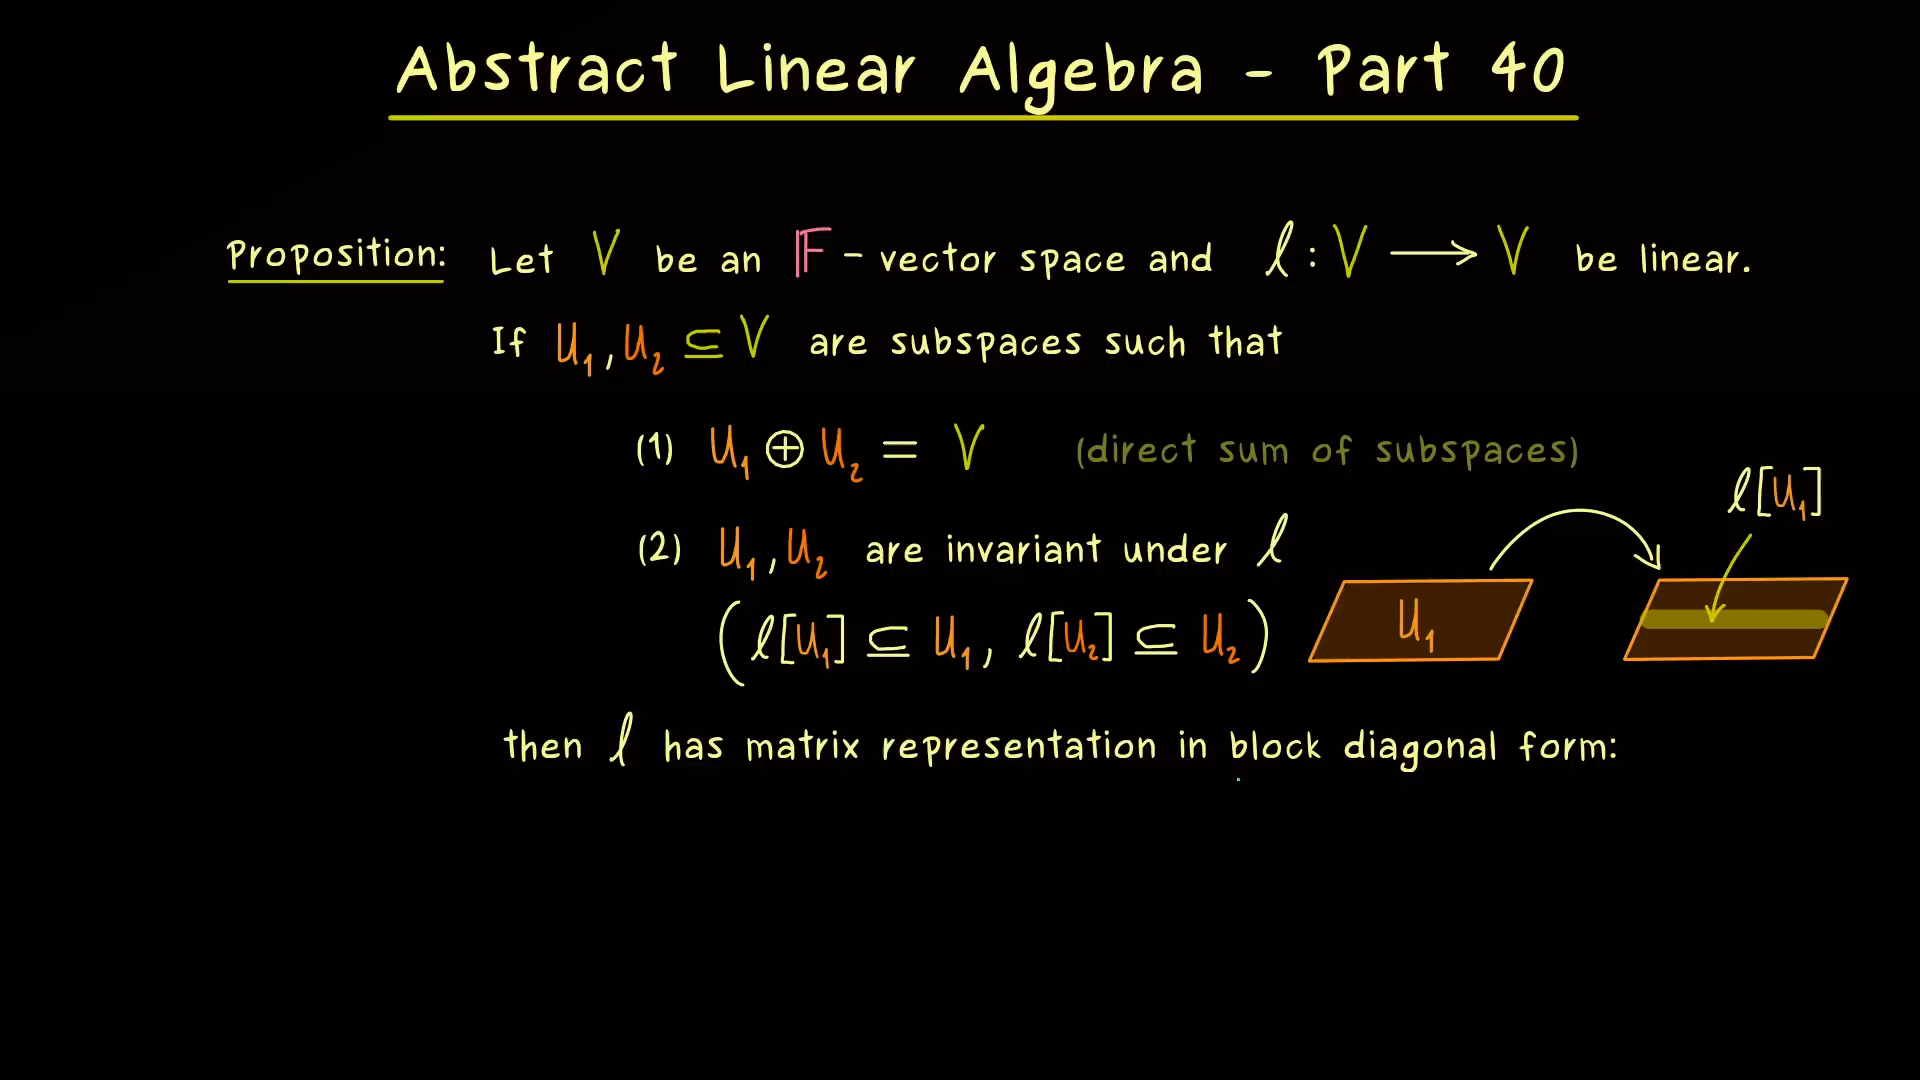 Abstract Linear Algebra - Part 40
Proposition: Let V be an 𝔽 - vector space and ℓ : V ⟶ V be linear.
If U₁, U₂ ⊆ V are subspaces such that
(1) U₁ ⊕ U₂ = V (direct sum of subspaces)
ℓ[U₁]
(2) U₁, U₂ are invariant under ℓ
(ℓ[U₁] ⊆ U₁, ℓ[U₂] ⊆ U₂)
U₁
then ℓ has matrix representation in block diagonal form: